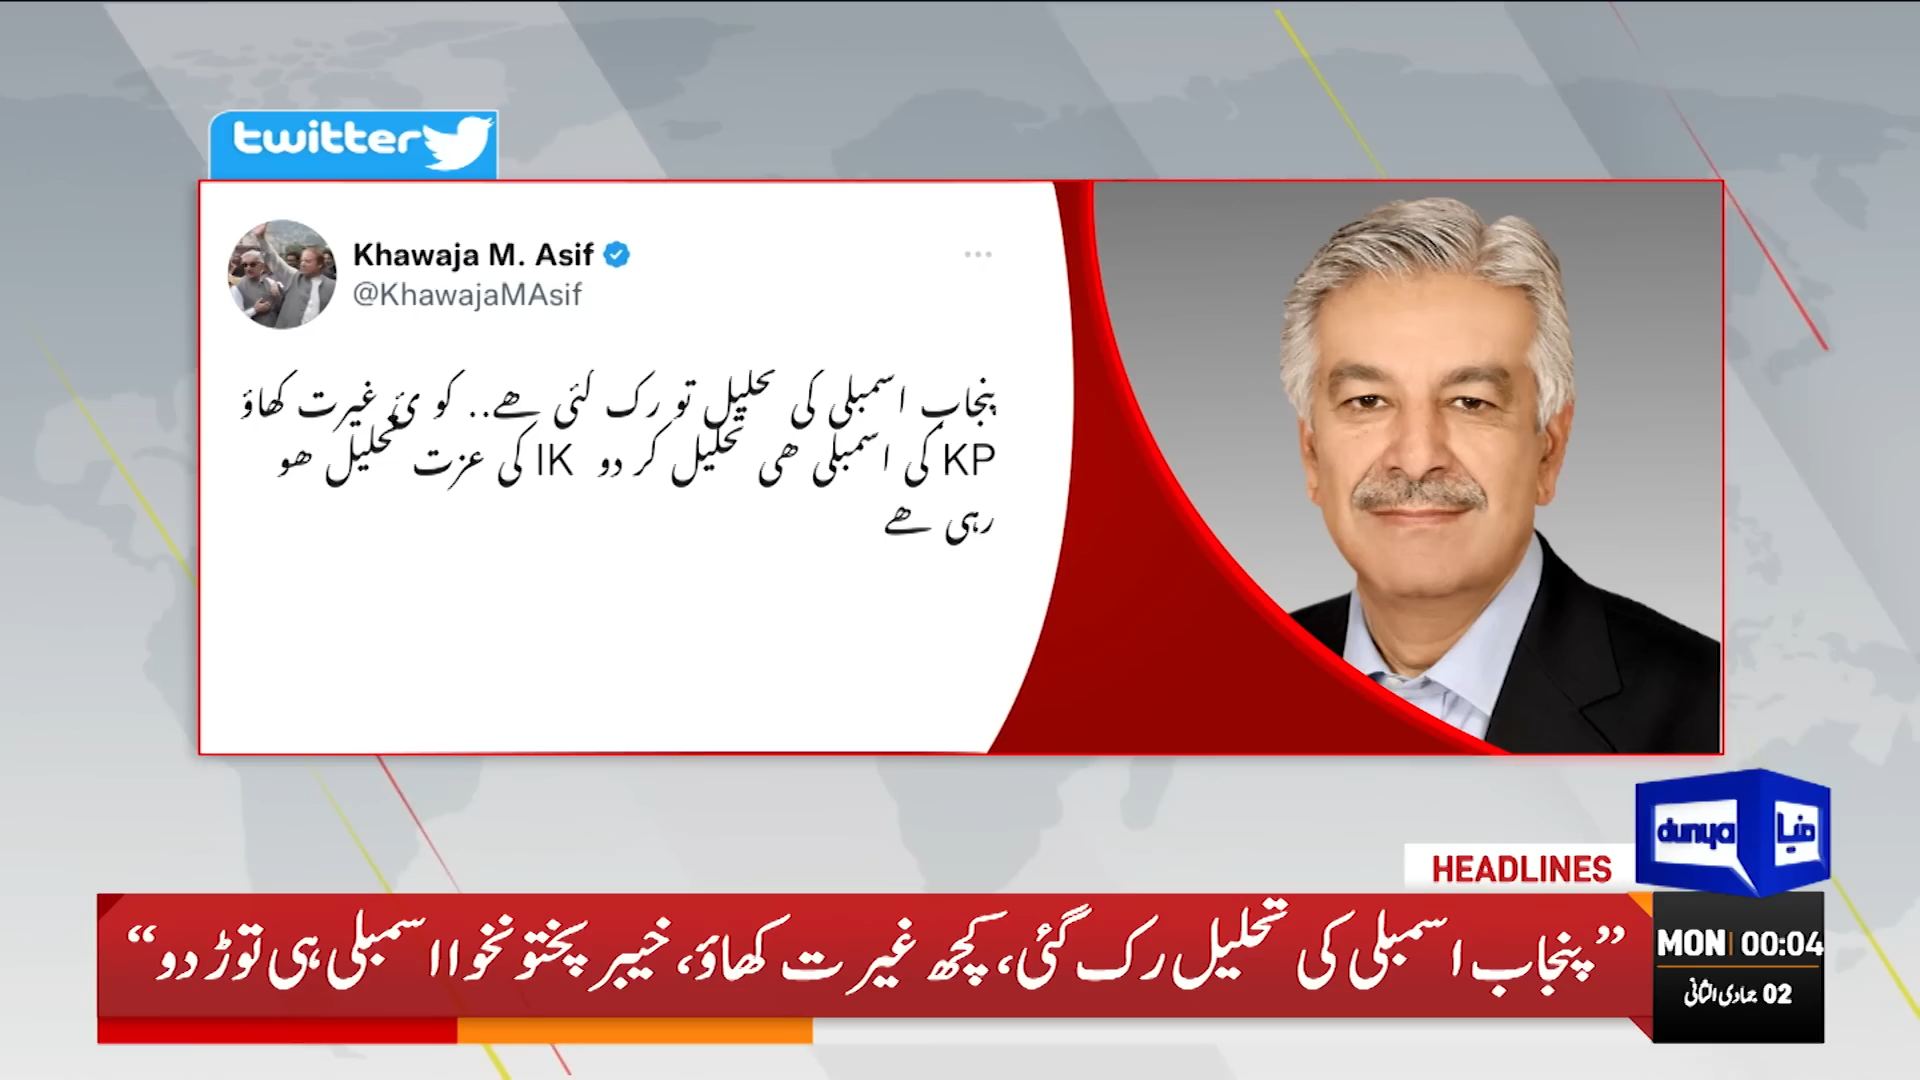 twitter
Khawaja M. Asif
@KhawajaMAsif
پنجاب اسمبلی کی تحلیل تو رک لئی ھے.. کو ئ غیرت کھاؤ
KP کی اسمبلی ھی تحلیل کر دو IK کی عزت تحلیل ھو
رہی ھے
dunya دنیا
HEADLINES
”پنجاب اسمبلی کی تحلیل رک گئی، کچھ غیرت کھاؤ، خیبر پختونخوا اسمبلی ہی توڑ دو“
MON 00:04
02 جمادی الثانی